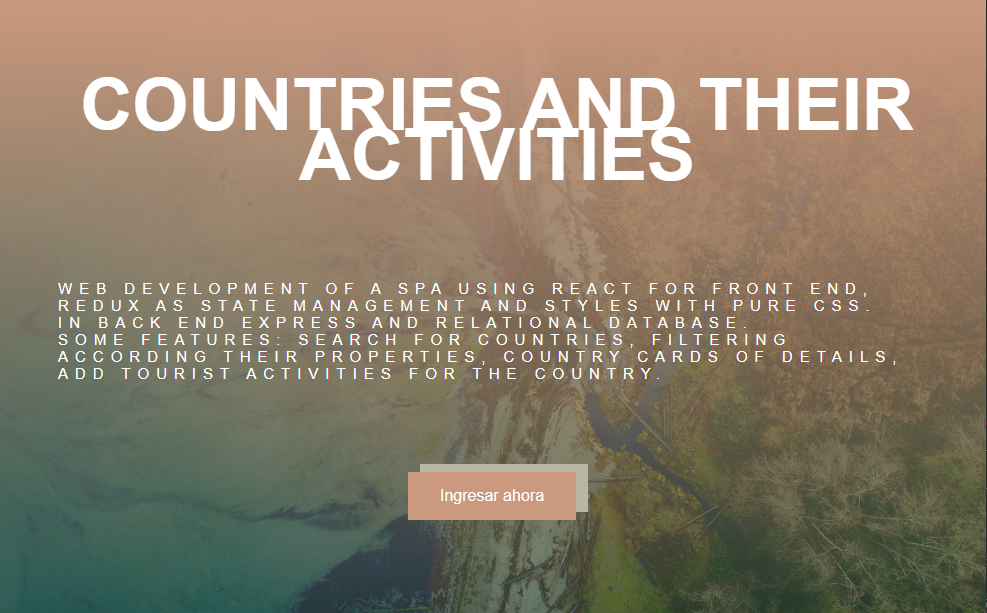 COUNTRIES AND THEIR
ACTIVITIES
WEB DEVELOPMENT OF A SPA USING REACT FOR FRONT END,
REDUX AS STATE MANAGEMENT AND STYLES WITH PURE CSS.
IN BACK END EXPRESS AND RELATIONAL DATABASE.
SOME FEATURES: SEARCH FOR COUNTRIES, FILTERING
ACCORDING THEIR PROPERTIES, COUNTRY CARDS OF DETAILS,
ADD TOURIST ACTIVITIES FOR THE COUNTRY.
Ingresar ahora